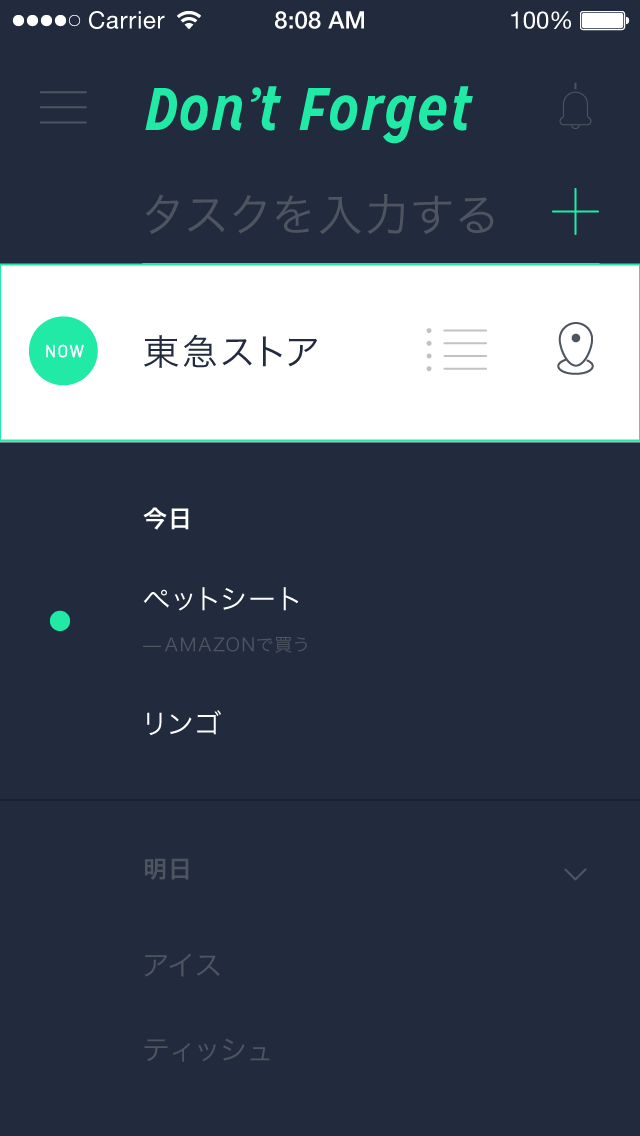 Carrier 8:08 AM 100%
Don't Forget
タスクを入力する
NOW 東急ストア
今日
ペットシート
—AMAZONで買う
リンゴ
明日
アイス
ティッシュ